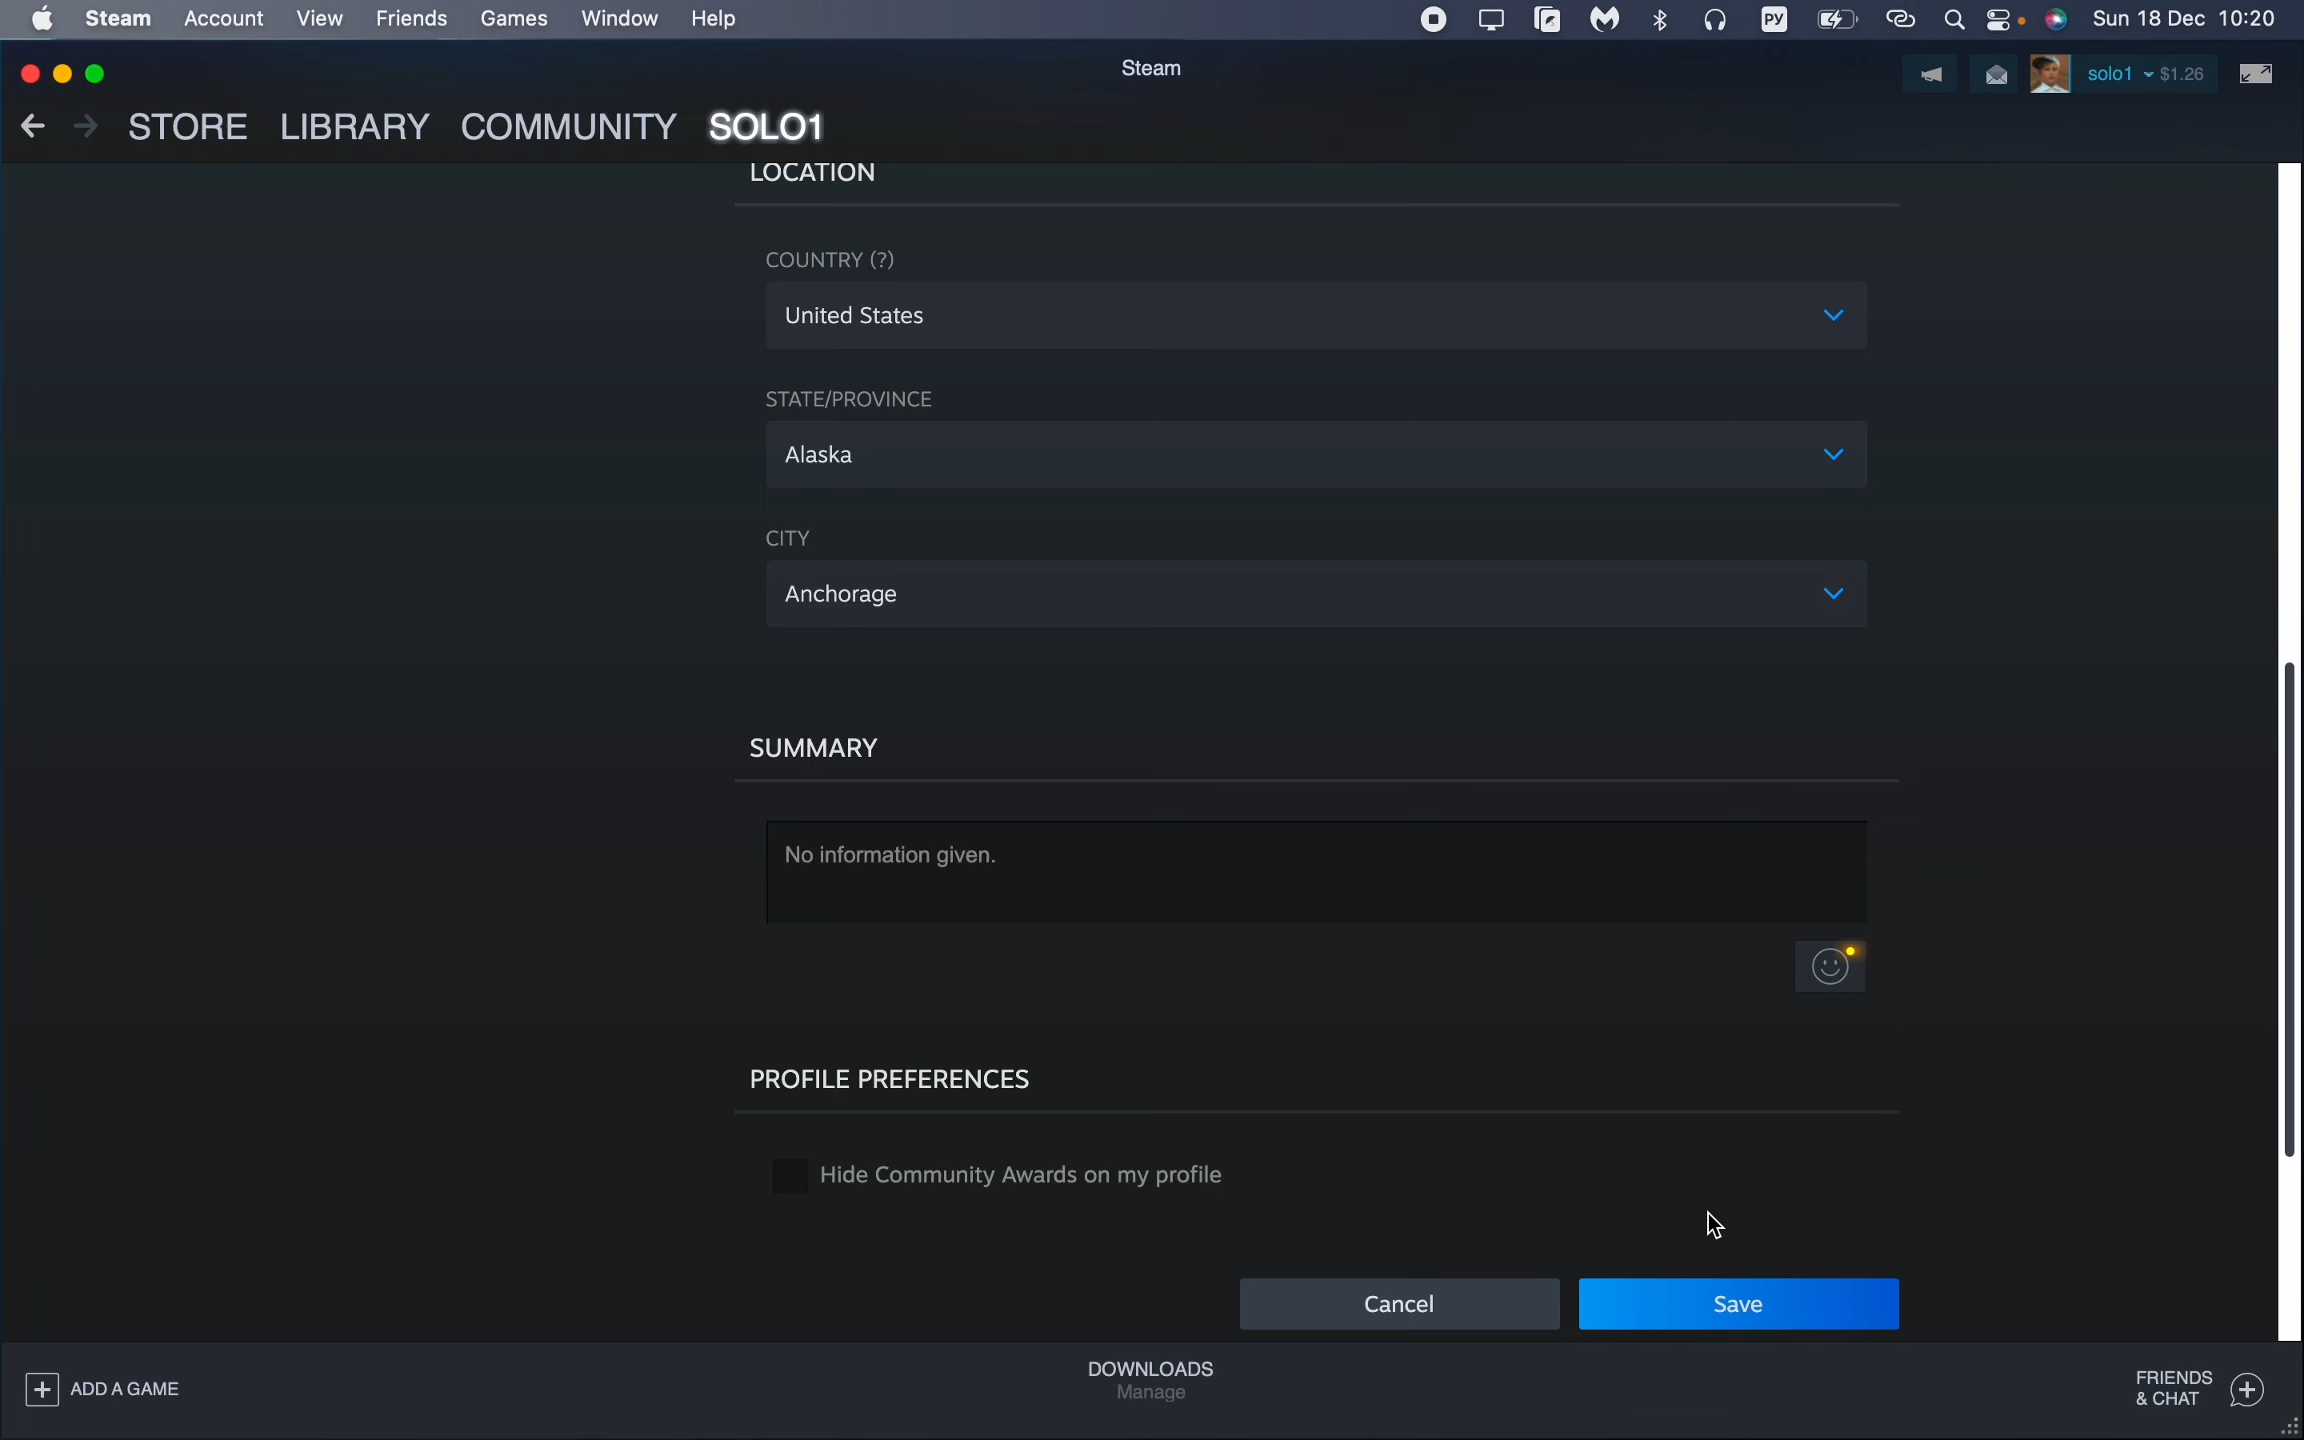 Steam Account View Friends Games Window Help РУ Sun 18 Dec 10:20
Steam
solo1 $1.26
STORE LIBRARY COMMUNITY SOLO1
LOCATION
COUNTRY (?)
United States
STATE/PROVINCE
Alaska
CITY
Anchorage
SUMMARY
No information given.
PROFILE PREFERENCES
Hide Community Awards on my profile
Cancel Save
ADD A GAME
DOWNLOADS
Manage
FRIENDS
& CHAT